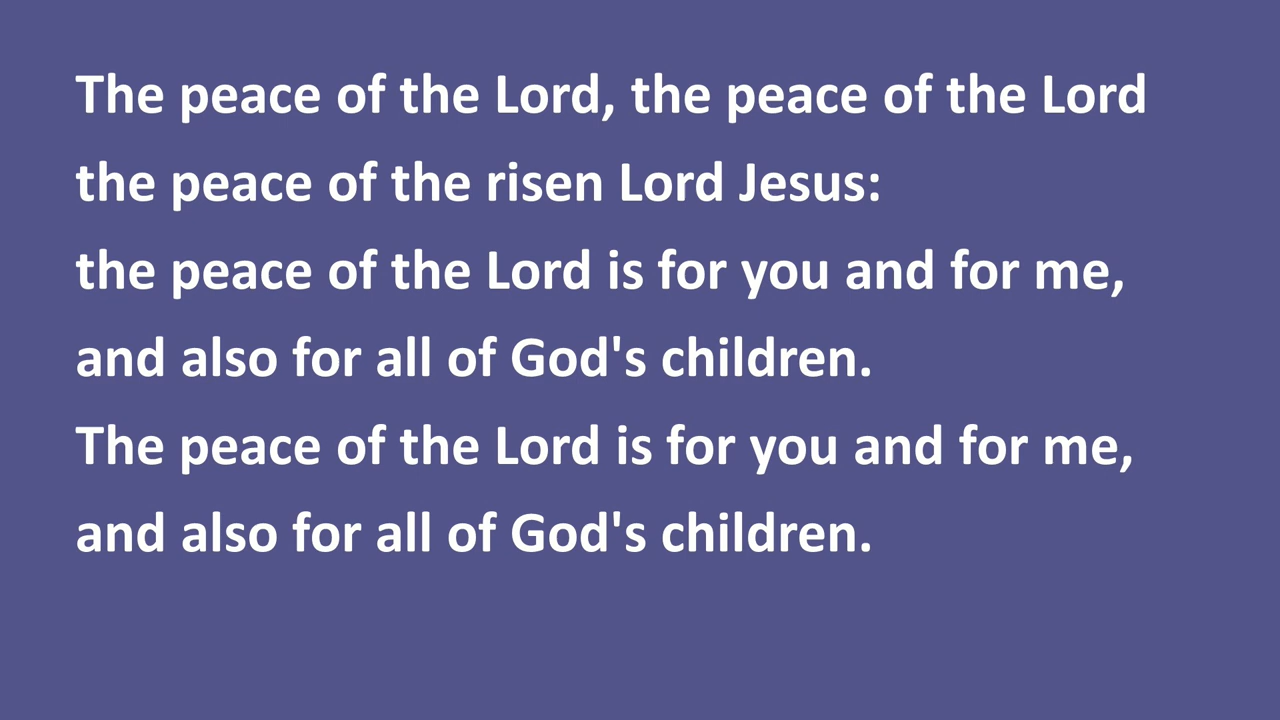 The peace of the Lord, the peace of the Lord
the peace of the risen Lord Jesus:
the peace of the Lord is for you and for me,
and also for all of God's children.
The peace of the Lord is for you and for me,
and also for all of God's children.